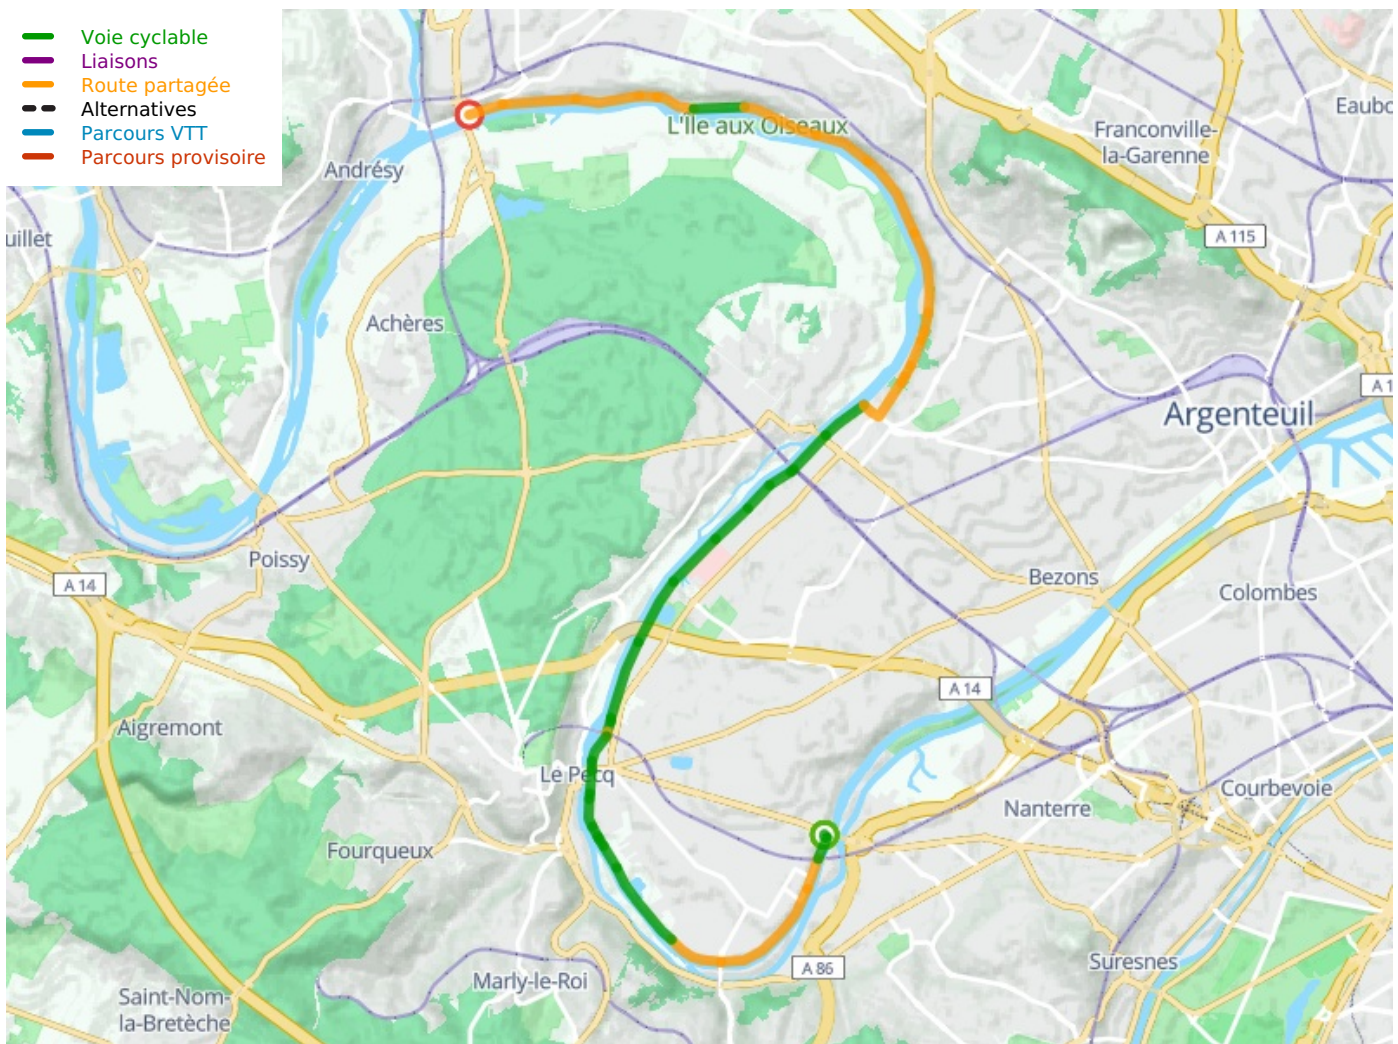 Voie cyclable
Liaisons
Route partagée
Alternatives
Parcours VTT
Parcours provisoire
L'Ile aux Oiseaux
Franconville-
la-Garenne
Eaubo
Andrésy
uillet
A 115
Achères
A 1
Argenteuil
Poissy
Bezons
A 14
Colombes
A 14
Aigremont
Le Pecq
Courbevoie
Nanterre
Fourqueux
Suresnes
A 86
Marly-le-Roi
Saint-Nom-
la-Bretèche